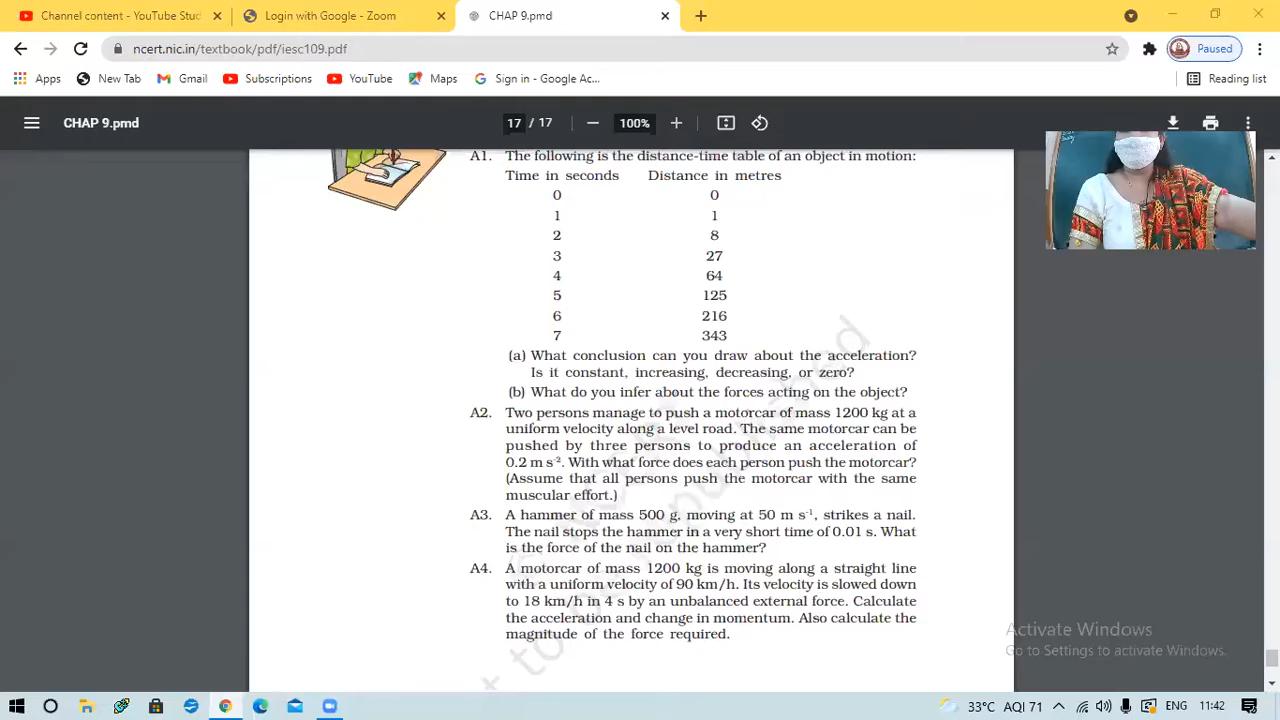 Channel content - YouTube Stud
Login with Google - Zoom
CHAP 9.pmd
ncert.nic.in/textbook/pdf/iesc109.pdf
Paused
Apps
New Tab
Gmail
Subscriptions
YouTube
Maps
Sign in - Google Ac...
Reading list
CHAP 9.pmd
17 / 17
100%
A1. The following is the distance-time table of an object in motion:
Time in seconds Distance in metres
0 0
1 1
2 8
3 27
4 64
5 125
6 216
7 343
(a) What conclusion can you draw about the acceleration?
Is it constant, increasing, decreasing, or zero?
(b) What do you infer about the forces acting on the object?
A2. Two persons manage to push a motorcar of mass 1200 kg at a
uniform velocity along a level road. The same motorcar can be
pushed by three persons to produce an acceleration of
0.2 m s⁻². With what force does each person push the motorcar?
(Assume that all persons push the motorcar with the same
muscular effort.)
A3. A hammer of mass 500 g, moving at 50 m s⁻¹, strikes a nail.
The nail stops the hammer in a very short time of 0.01 s. What
is the force of the nail on the hammer?
A4. A motorcar of mass 1200 kg is moving along a straight line
with a uniform velocity of 90 km/h. Its velocity is slowed down
to 18 km/h in 4 s by an unbalanced external force. Calculate
the acceleration and change in momentum. Also calculate the
magnitude of the force required.
Activate Windows
Go to Settings to activate Windows.
33°C AQI 71
ENG
11:42